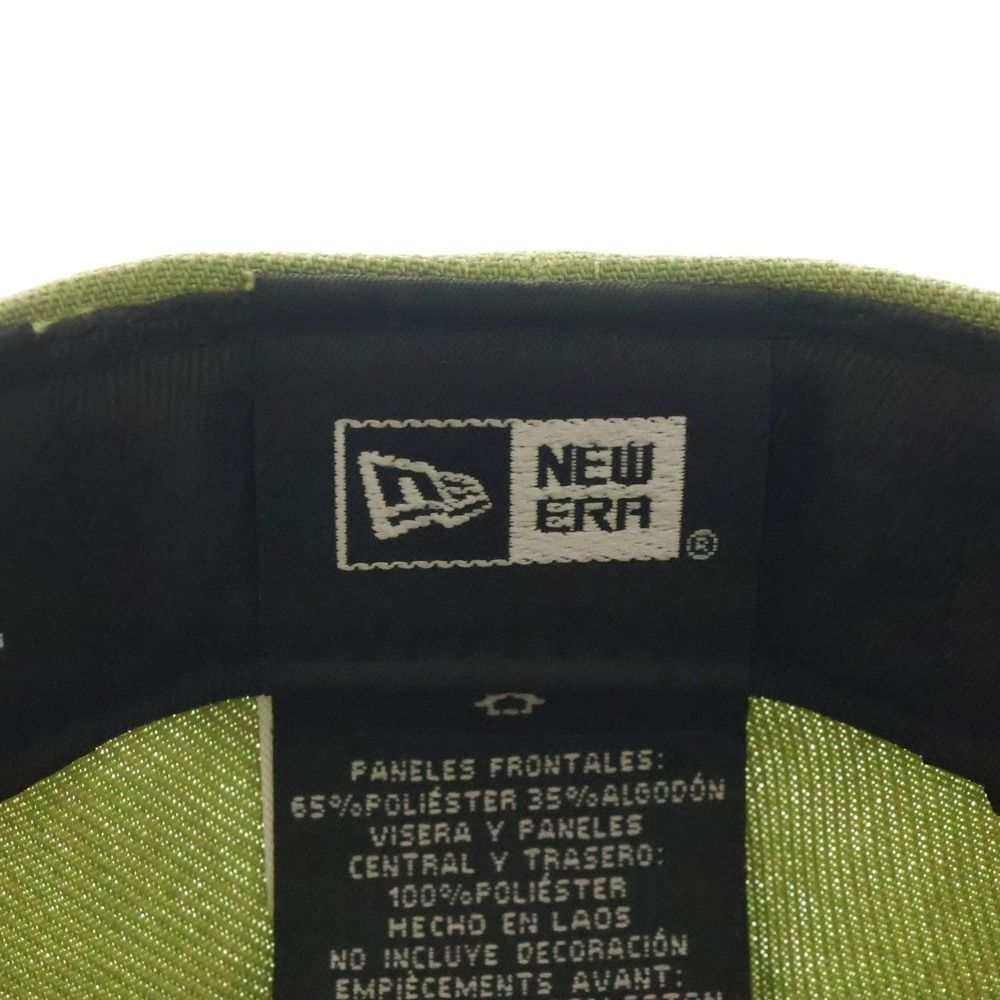 NEW
ERA
®
PANELES FRONTALES:
65%POLIÉSTER 35%ALGODÓN
VISERA Y PANELES
CENTRAL Y TRASERO:
100%POLIÉSTER
HECHO EN LAOS
NO INCLUYE DECORACIÓN
EMPIÈCEMENTS AVANT: